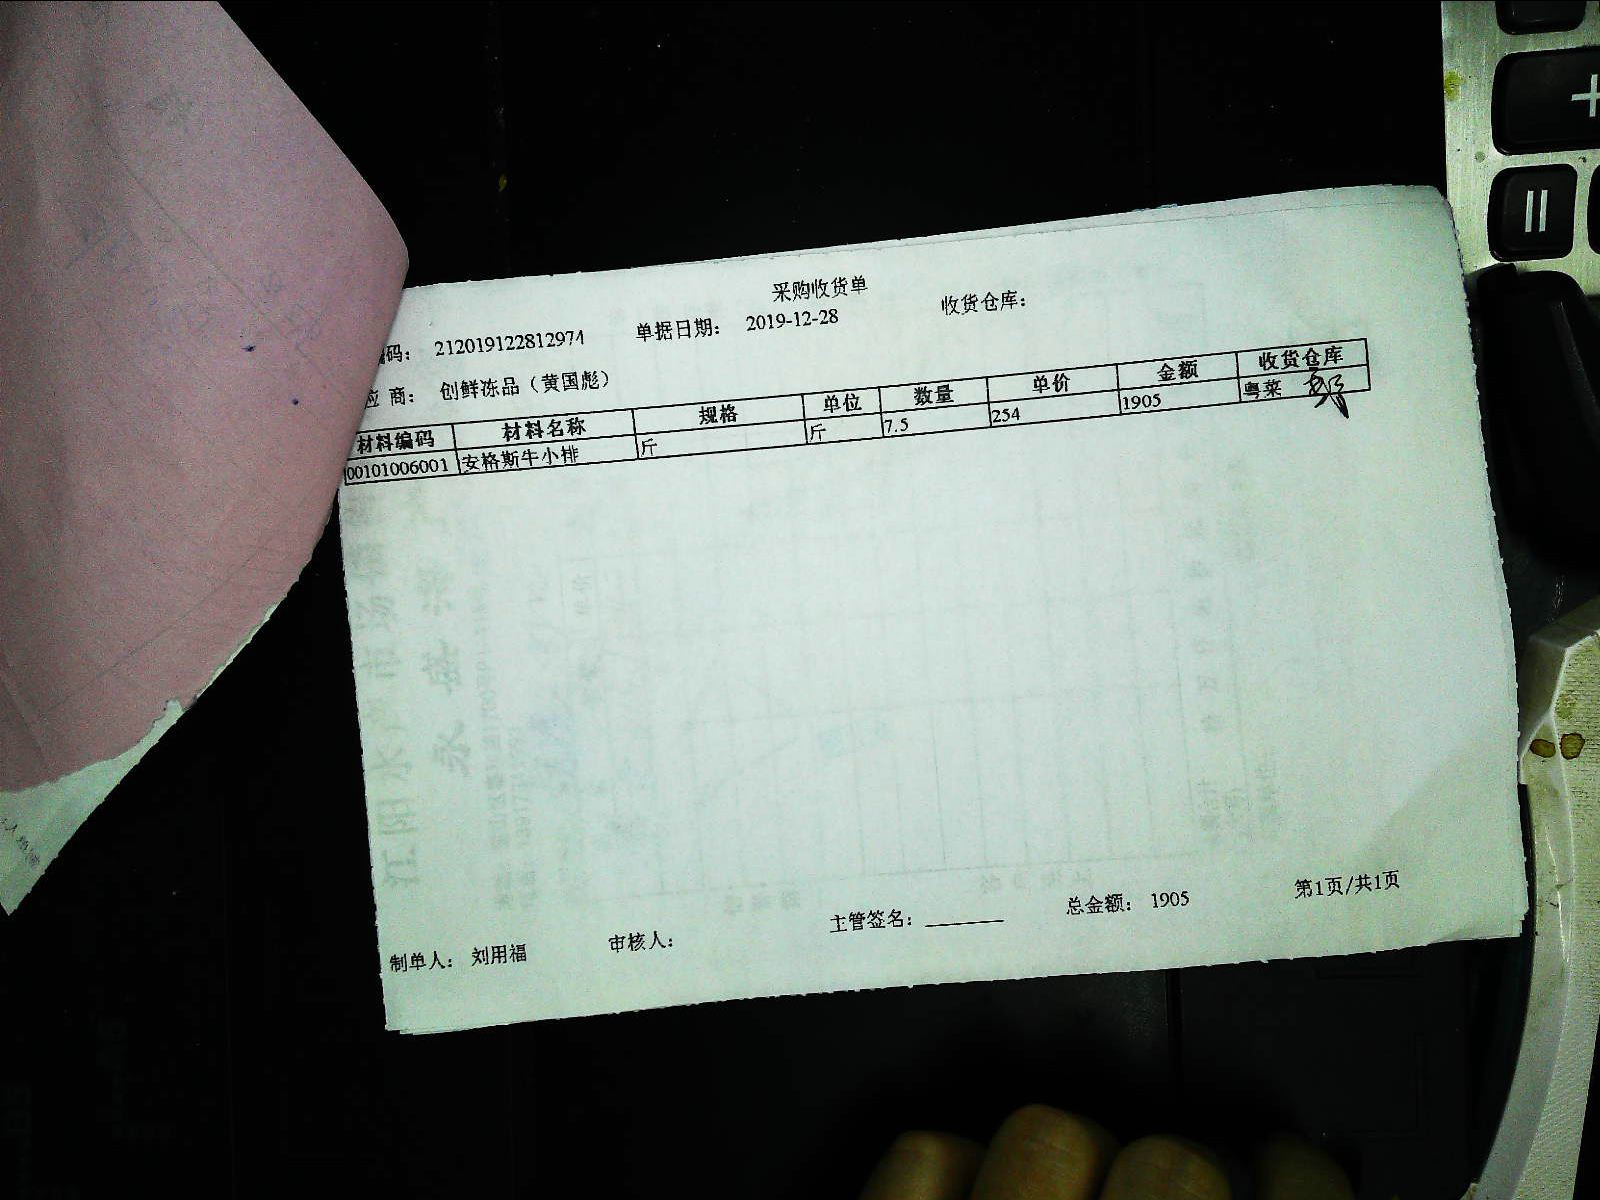 采购收货单
码： 212019122812974 单据日期： 2019-12-28 收货仓库：
应 商： 创鲜冻品（黄国彪）
材料编码 材料名称 规格 单位 数量 单价 金额 收货仓库
00101006001 安格斯牛小排 斤 斤 7.5 254 1905 粤菜
制单人： 刘用福 审核人： 主管签名： 总金额： 1905 第1页/共1页
+
=